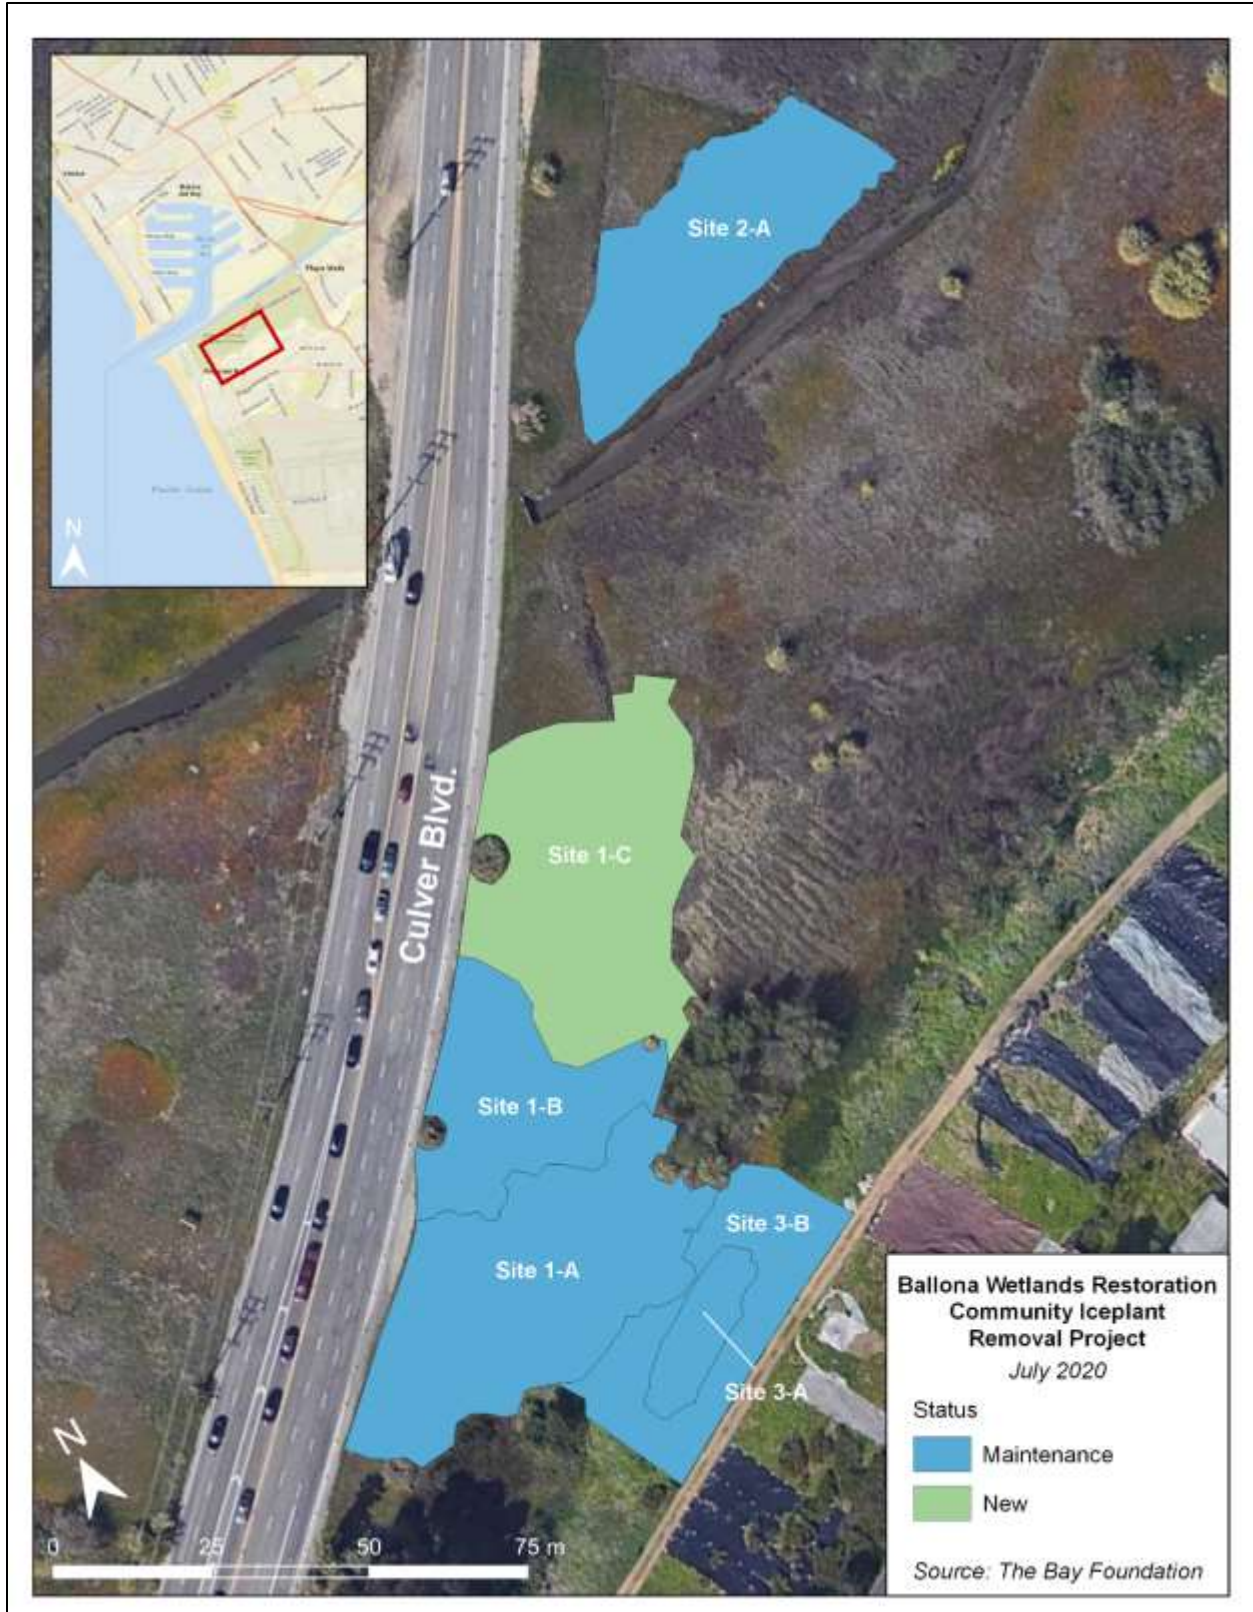 N
Site 2-A
Site 1-C
Culver Blvd.
Site 1-B
Site 3-B
Site 1-A
Site 3-A
N
0 25 50 75 m
Ballona Wetlands Restoration
Community Iceplant
Removal Project
July 2020
Status
Maintenance
New
Source: The Bay Foundation